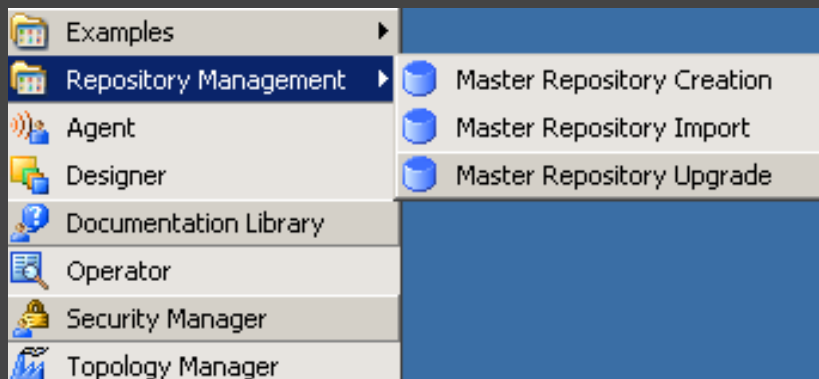 Examples
Repository Management
Agent
Designer
Documentation Library
Operator
Security Manager
Topology Manager
Master Repository Creation
Master Repository Import
Master Repository Upgrade